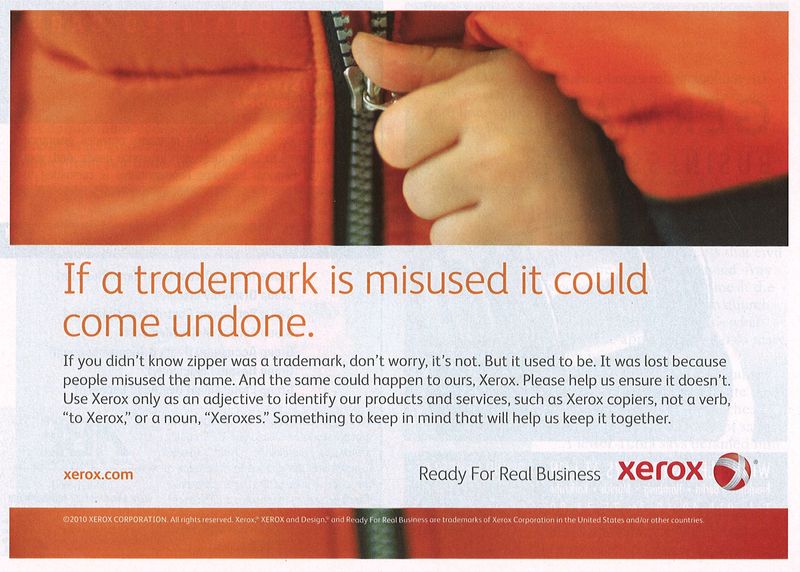 If a trademark is misused it could
come undone.
If you didn't know zipper was a trademark, don't worry, it's not. But it used to be. It was lost because
people misused the name. And the same could happen to ours, Xerox. Please help us ensure it doesn't.
Use Xerox only as an adjective to identify our products and services, such as Xerox copiers, not a verb,
“to Xerox,” or a noun, “Xeroxes.” Something to keep in mind that will help us keep it together.
xerox.com
Ready For Real Business xerox®
©2010 XEROX CORPORATION. All rights reserved. Xerox,® XEROX and Design,® and Ready For Real Business are trademarks of Xerox Corporation in the United States and/or other countries.